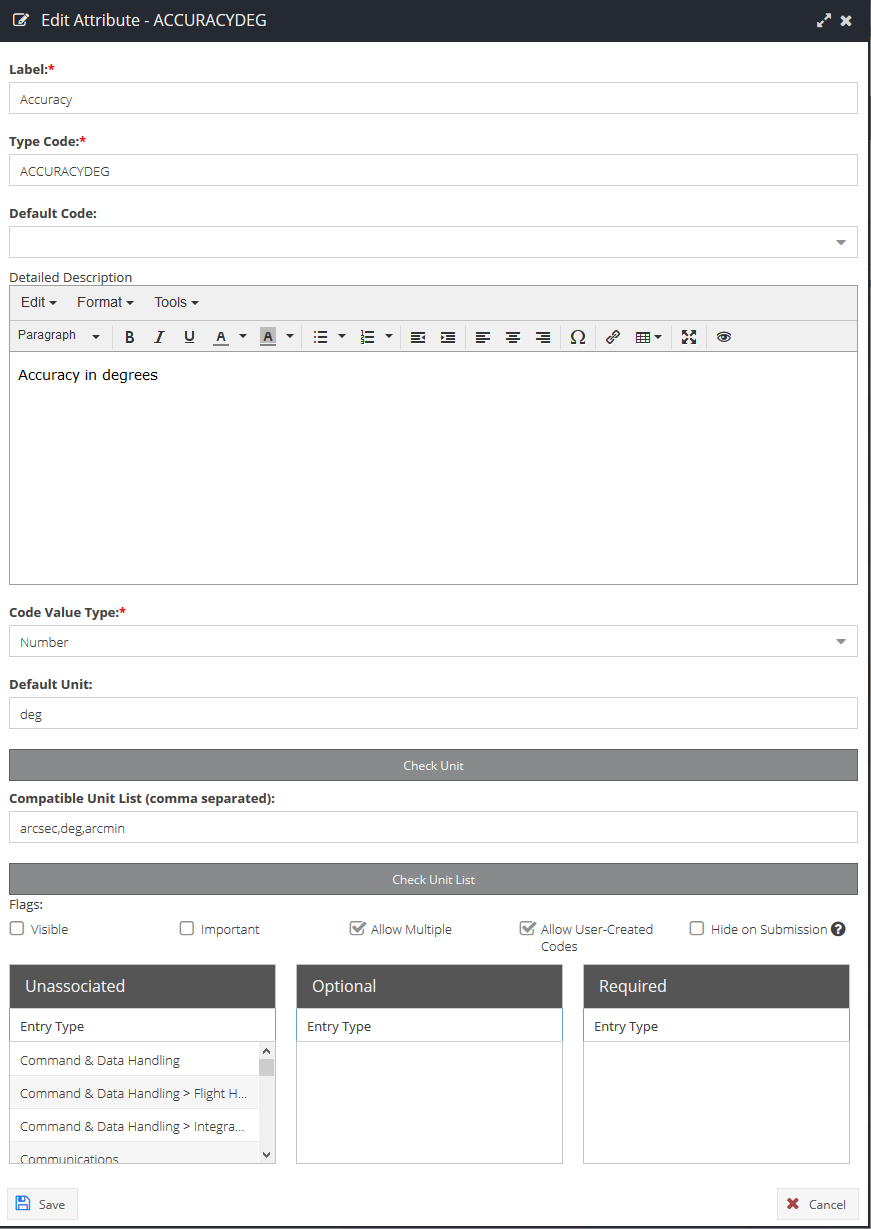 Edit Attribute - ACCURACYDEG
Label:*
Accuracy
Type Code:*
ACCURACYDEG
Default Code:
Detailed Description
Edit Format Tools
Paragraph B I U A A Ω
Accuracy in degrees
Code Value Type:*
Number
Default Unit:
deg
Check Unit
Compatible Unit List (comma separated):
arcsec,deg,arcmin
Check Unit List
Flags:
Visible Important Allow Multiple Allow User-Created Hide on Submission ?
Codes
Unassociated Optional Required
Entry Type Entry Type Entry Type
Command & Data Handling
Command & Data Handling > Flight H...
Command & Data Handling > Integra...
Communications
Save Cancel